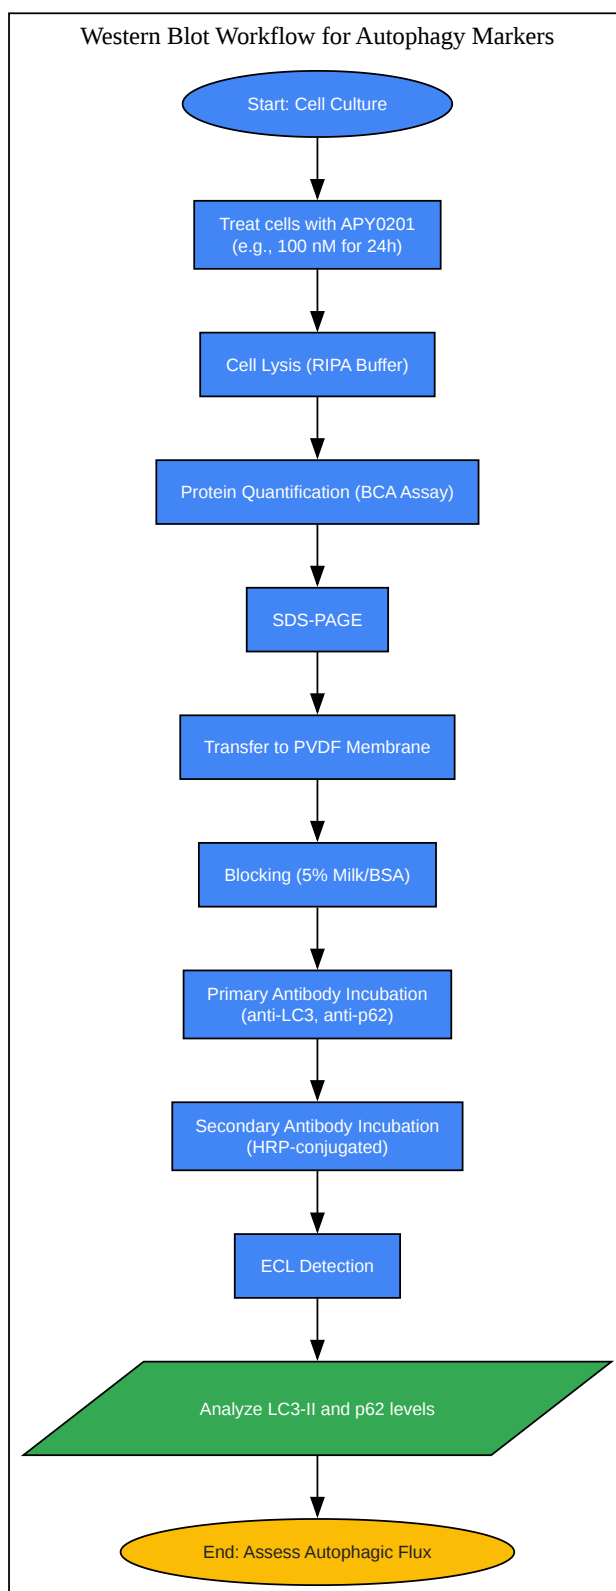 Western Blot Workflow for Autophagy Markers
Start: Cell Culture
Treat cells with APY0201
(e.g., 100 nM for 24h)
Cell Lysis (RIPA Buffer)
Protein Quantification (BCA Assay)
SDS-PAGE
Transfer to PVDF Membrane
Blocking (5% Milk/BSA)
Primary Antibody Incubation
(anti-LC3, anti-p62)
Secondary Antibody Incubation
(HRP-conjugated)
ECL Detection
Analyze LC3-II and p62 levels
End: Assess Autophagic Flux